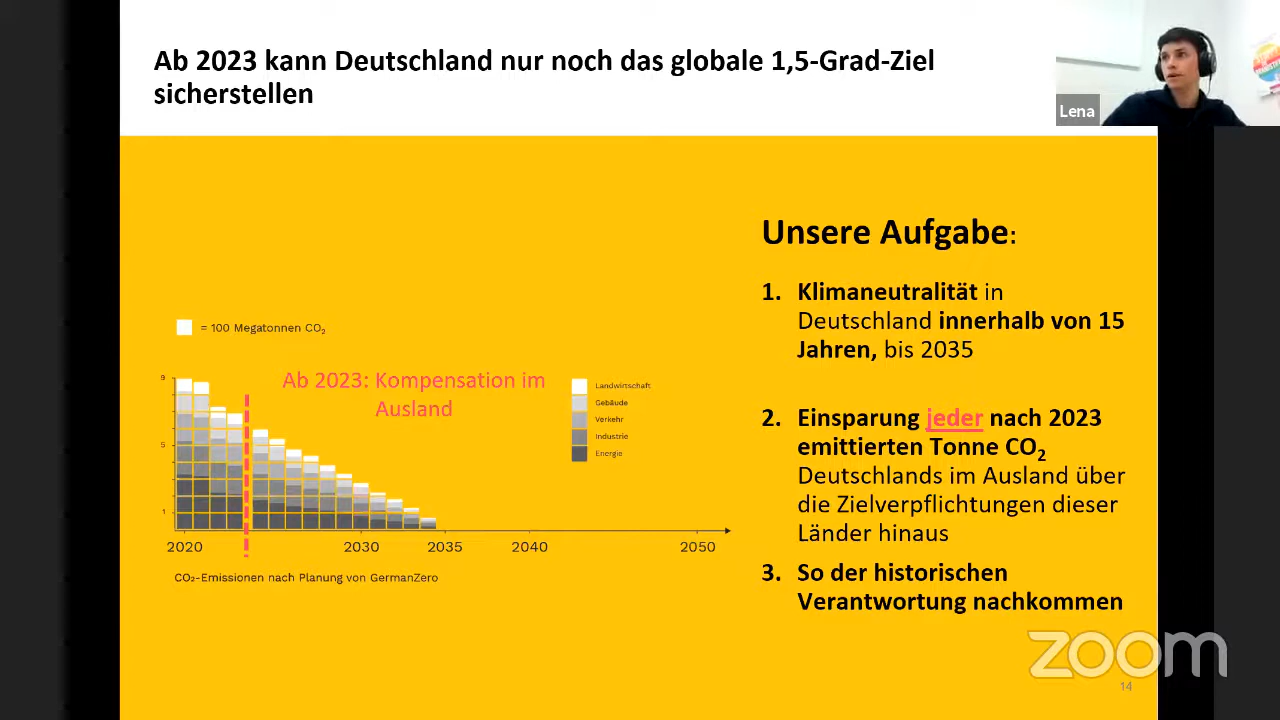 Ab 2023 kann Deutschland nur noch das globale 1,5-Grad-Ziel
sicherstellen
Lena
Unsere Aufgabe:
1. Klimaneutralität in
Deutschland innerhalb von 15
Jahren, bis 2035
2. Einsparung jeder nach 2023
emittierten Tonne CO₂
Deutschlands im Ausland über
die Zielverpflichtungen dieser
Länder hinaus
3. So der historischen
Verantwortung nachkommen
= 100 Megatonnen CO₂
Ab 2023: Kompensation im
Ausland
Landwirtschaft
Gebäude
Verkehr
Industrie
Energie
9
5
1
2020 2030 2035 2040 2050
CO₂-Emissionen nach Planung von GermanZero
zoom
14